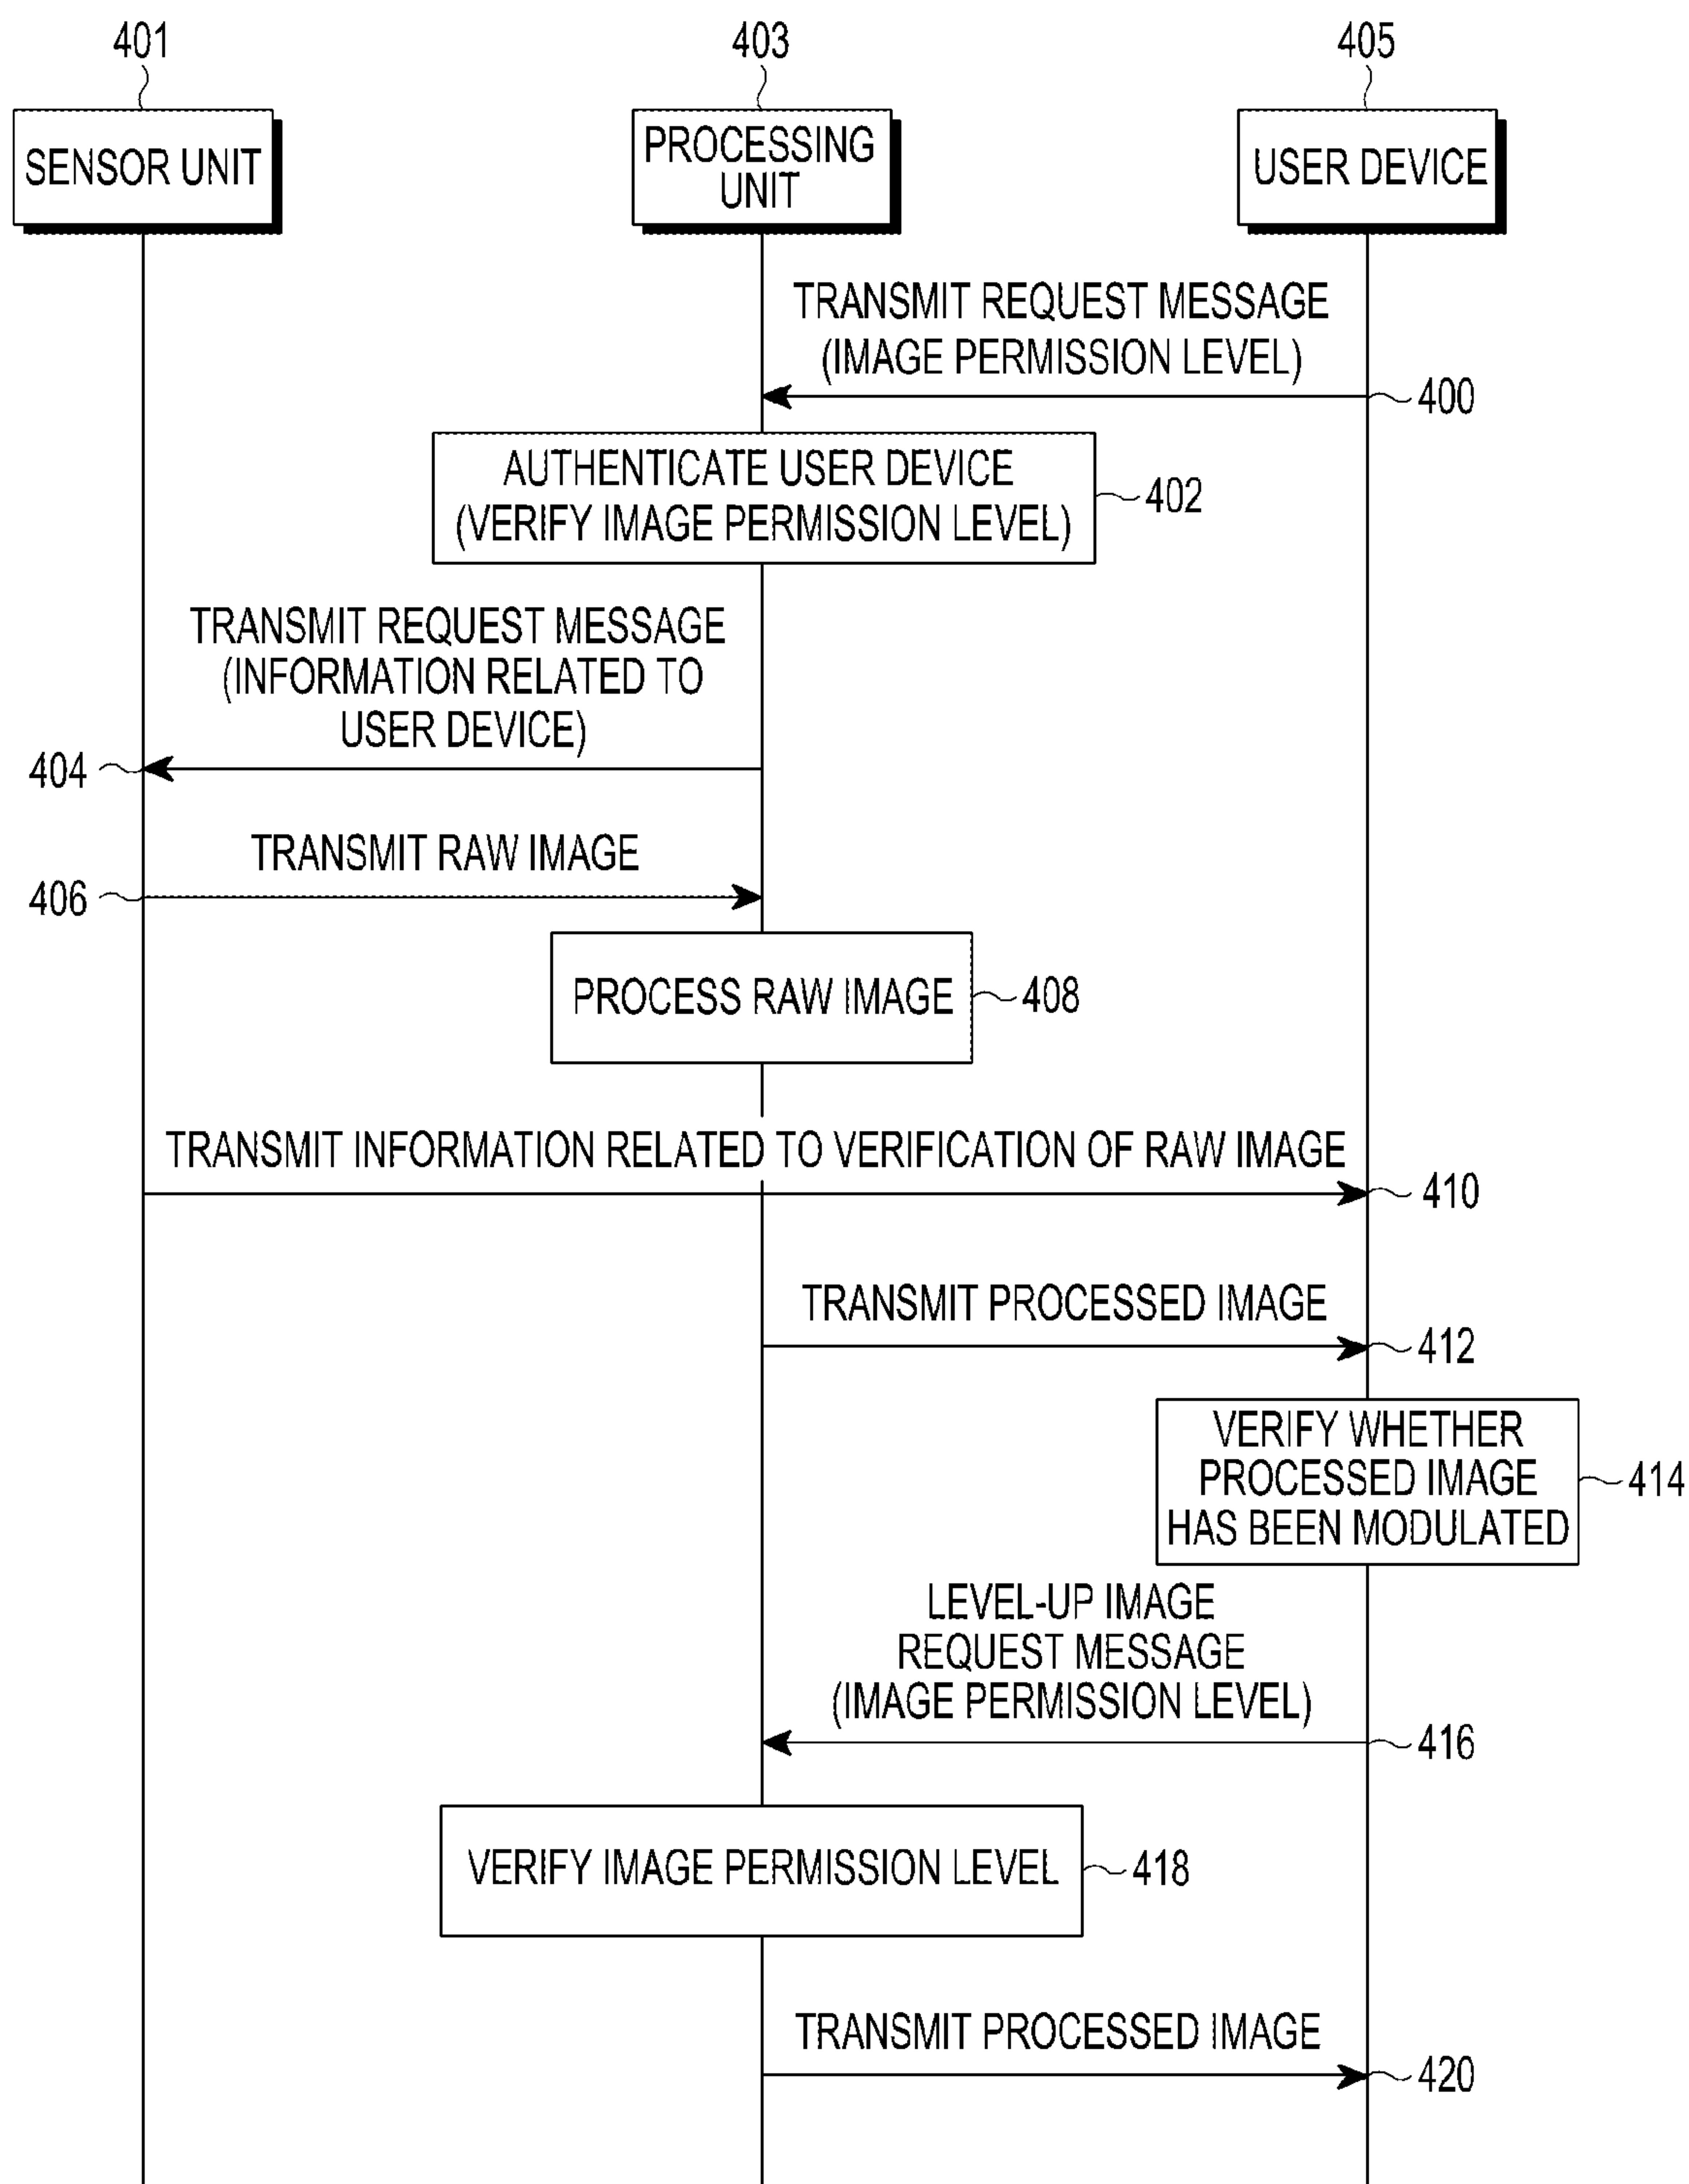 401
403
405
SENSOR UNIT
PROCESSING
UNIT
USER DEVICE
TRANSMIT REQUEST MESSAGE
(IMAGE PERMISSION LEVEL)
400
AUTHENTICATE USER DEVICE
(VERIFY IMAGE PERMISSION LEVEL)
402
TRANSMIT REQUEST MESSAGE
(INFORMATION RELATED TO
USER DEVICE)
404
TRANSMIT RAW IMAGE
406
PROCESS RAW IMAGE
408
TRANSMIT INFORMATION RELATED TO VERIFICATION OF RAW IMAGE
410
TRANSMIT PROCESSED IMAGE
412
VERIFY WHETHER
PROCESSED IMAGE
HAS BEEN MODULATED
414
LEVEL-UP IMAGE
REQUEST MESSAGE
(IMAGE PERMISSION LEVEL)
416
VERIFY IMAGE PERMISSION LEVEL
418
TRANSMIT PROCESSED IMAGE
420